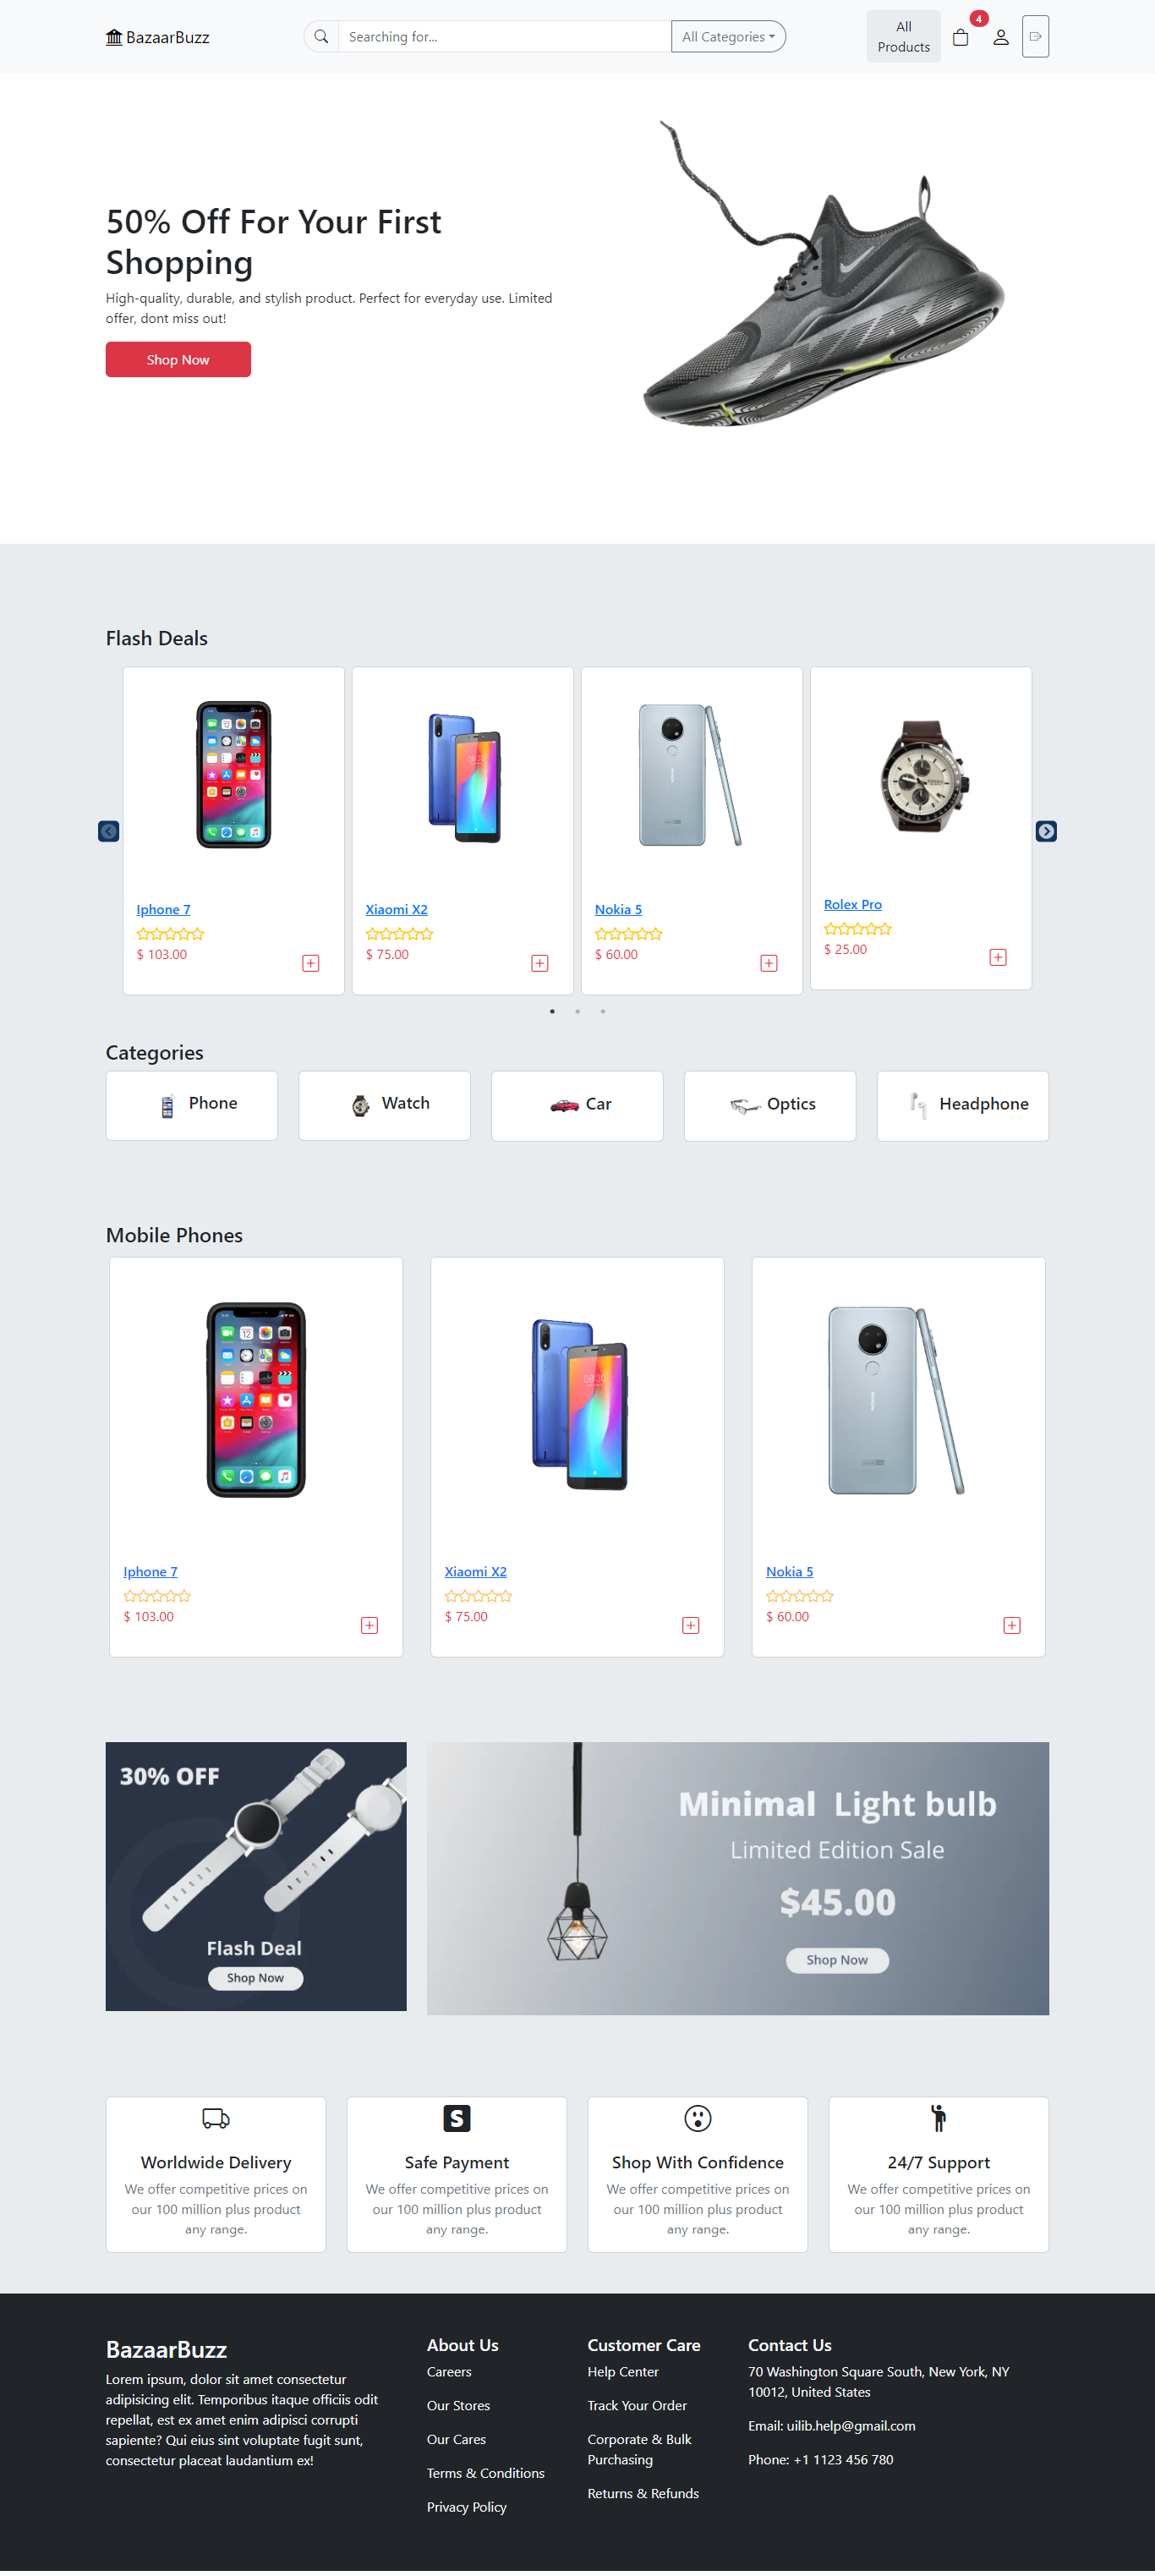 BazaarBuzz
Searching for...
All Categories
All
Products
4
50% Off For Your First
Shopping
High-quality, durable, and stylish product. Perfect for everyday use. Limited
offer, dont miss out!
Shop Now
Flash Deals
Iphone 7
$ 103.00
Xiaomi X2
$ 75.00
Nokia 5
$ 60.00
Rolex Pro
$ 25.00
Categories
Phone
Watch
Car
Optics
Headphone
Mobile Phones
08:30
NOKIA
Iphone 7
$ 103.00
Xiaomi X2
$ 75.00
Nokia 5
$ 60.00
30% OFF
Flash Deal
Shop Now
Minimal Light bulb
Limited Edition Sale
$45.00
Shop Now
S
Worldwide Delivery
We offer competitive prices on
our 100 million plus product
any range.
Safe Payment
We offer competitive prices on
our 100 million plus product
any range.
Shop With Confidence
We offer competitive prices on
our 100 million plus product
any range.
24/7 Support
We offer competitive prices on
our 100 million plus product
any range.
BazaarBuzz
Lorem ipsum, dolor sit amet consectetur
adipisicing elit. Temporibus itaque officiis odit
repellat, est ex amet enim adipisci corrupti
sapiente? Qui eius sint voluptate fugit sunt,
consectetur placeat laudantium ex!
About Us
Careers
Our Stores
Our Cares
Terms & Conditions
Privacy Policy
Customer Care
Help Center
Track Your Order
Corporate & Bulk
Purchasing
Returns & Refunds
Contact Us
70 Washington Square South, New York, NY
10012, United States
Email: uilib.help@gmail.com
Phone: +1 1123 456 780